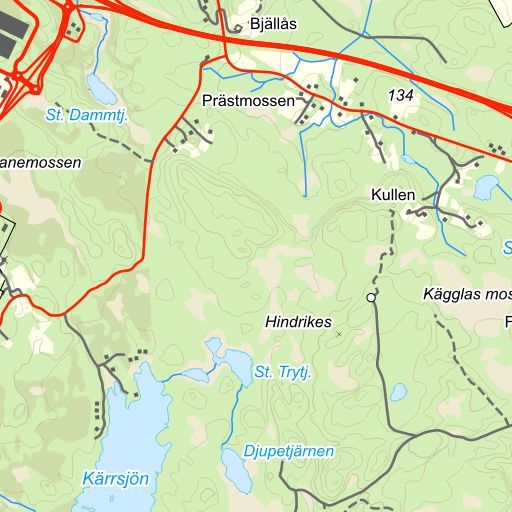 Bjällås
134
Prästmossen
St. Dammtj.
anemossen
Kullen
S
Kägglas mos
Hindrikes
F
St. Trytj.
Djupetjärnen
Kärrsjön